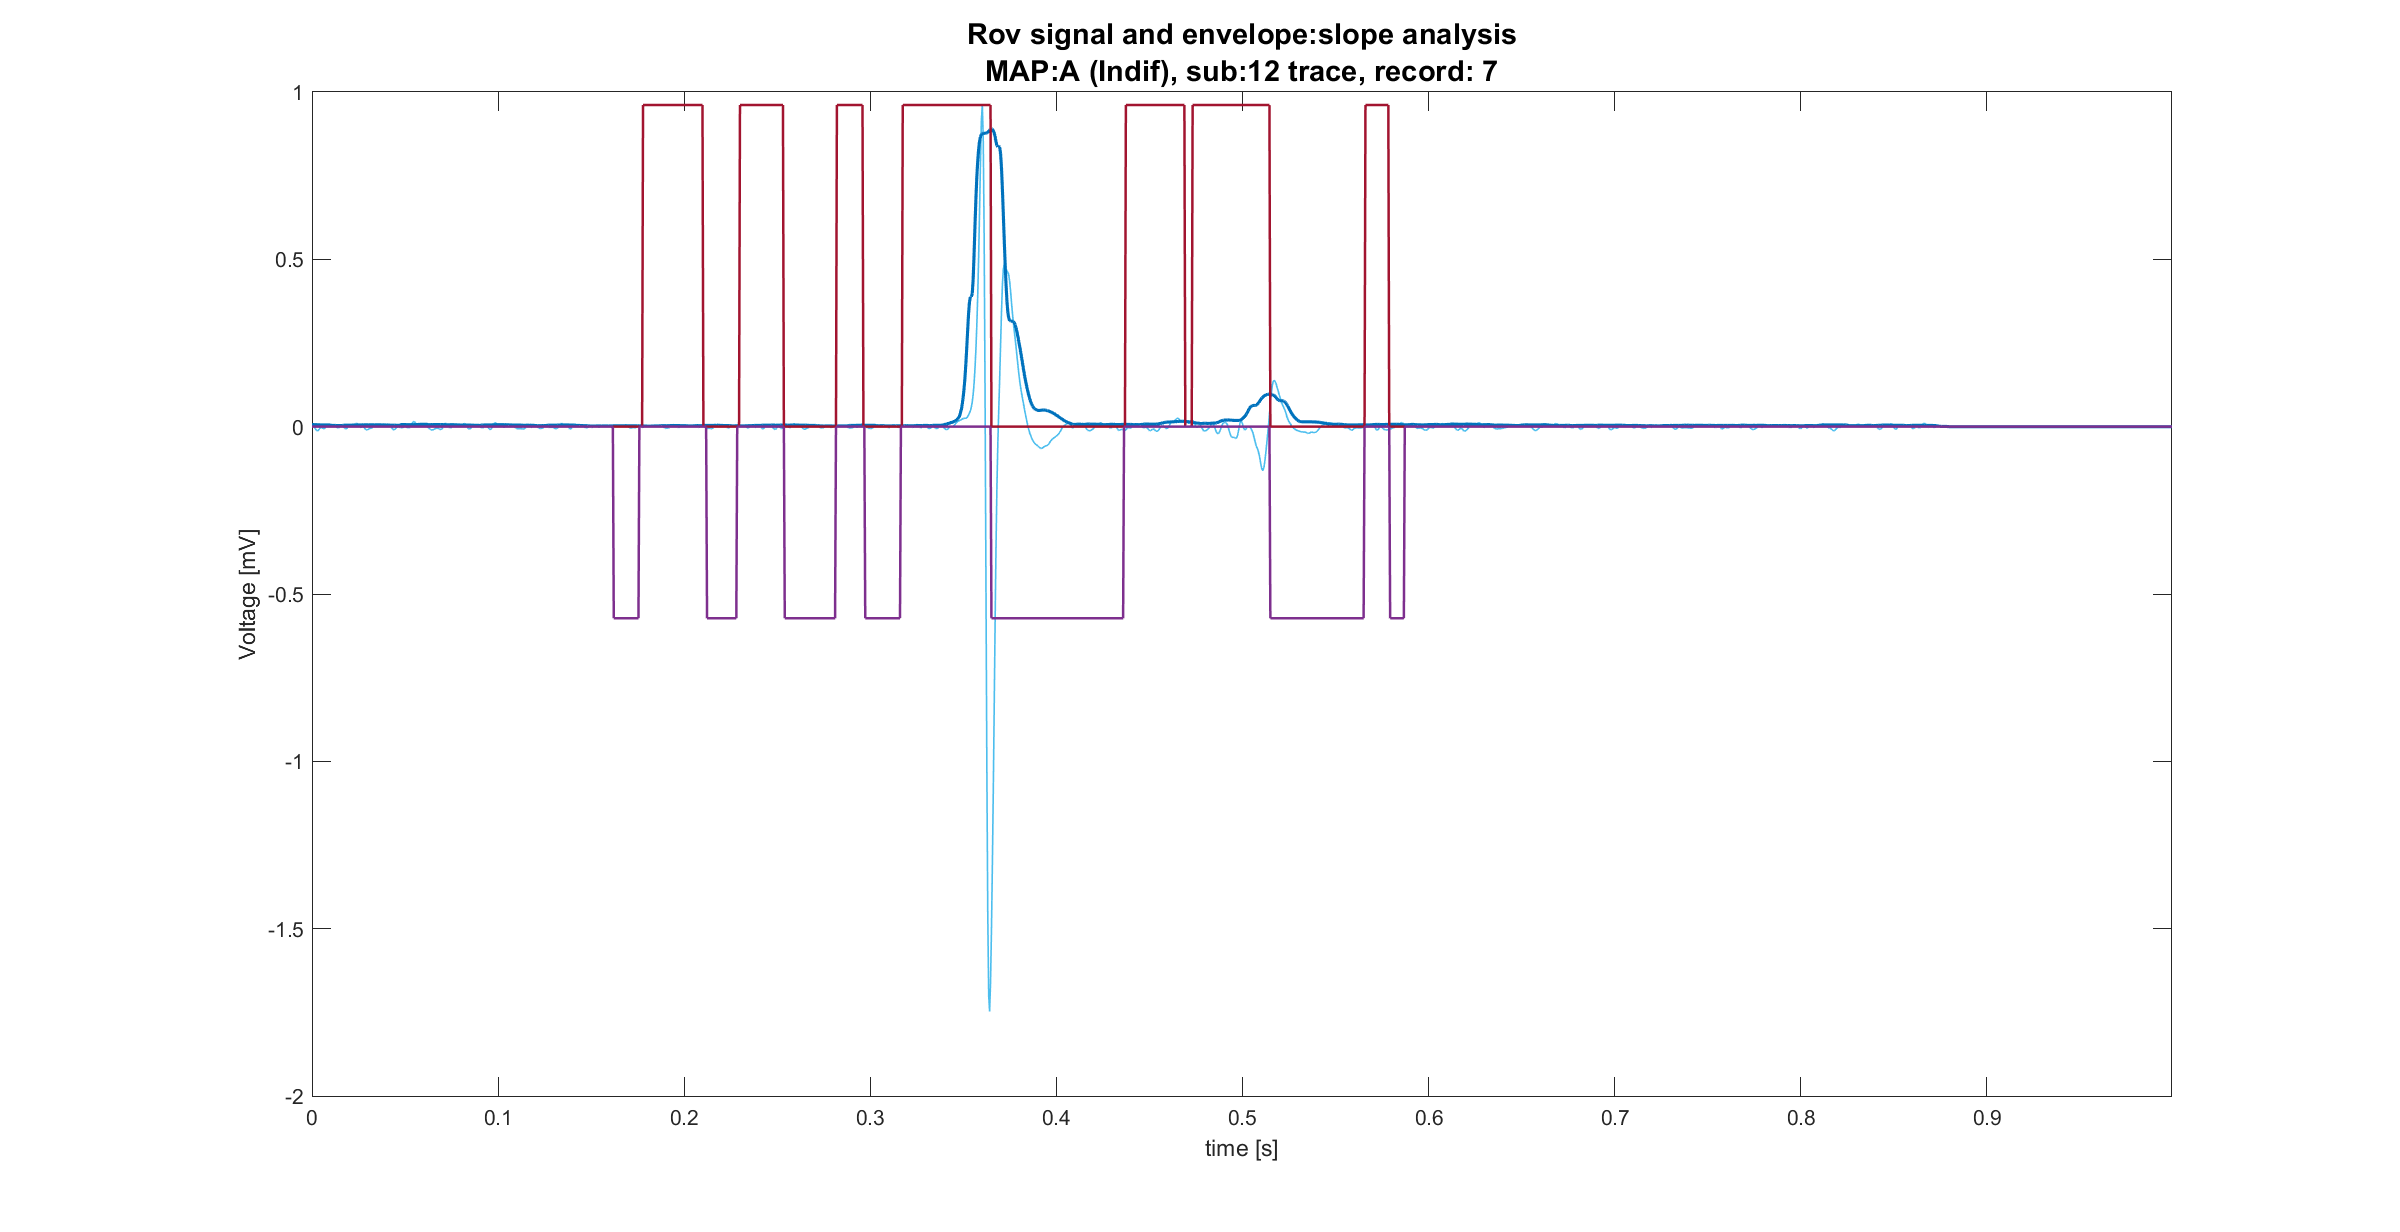 Rov signal and envelope:slope analysis
MAP:A (Indif), sub:12 trace, record: 7
1
0.5
0
-0.5
-1
-1.5
-2
Voltage [mV]
0 0.1 0.2 0.3 0.4 0.5 0.6 0.7 0.8 0.9
time [s]